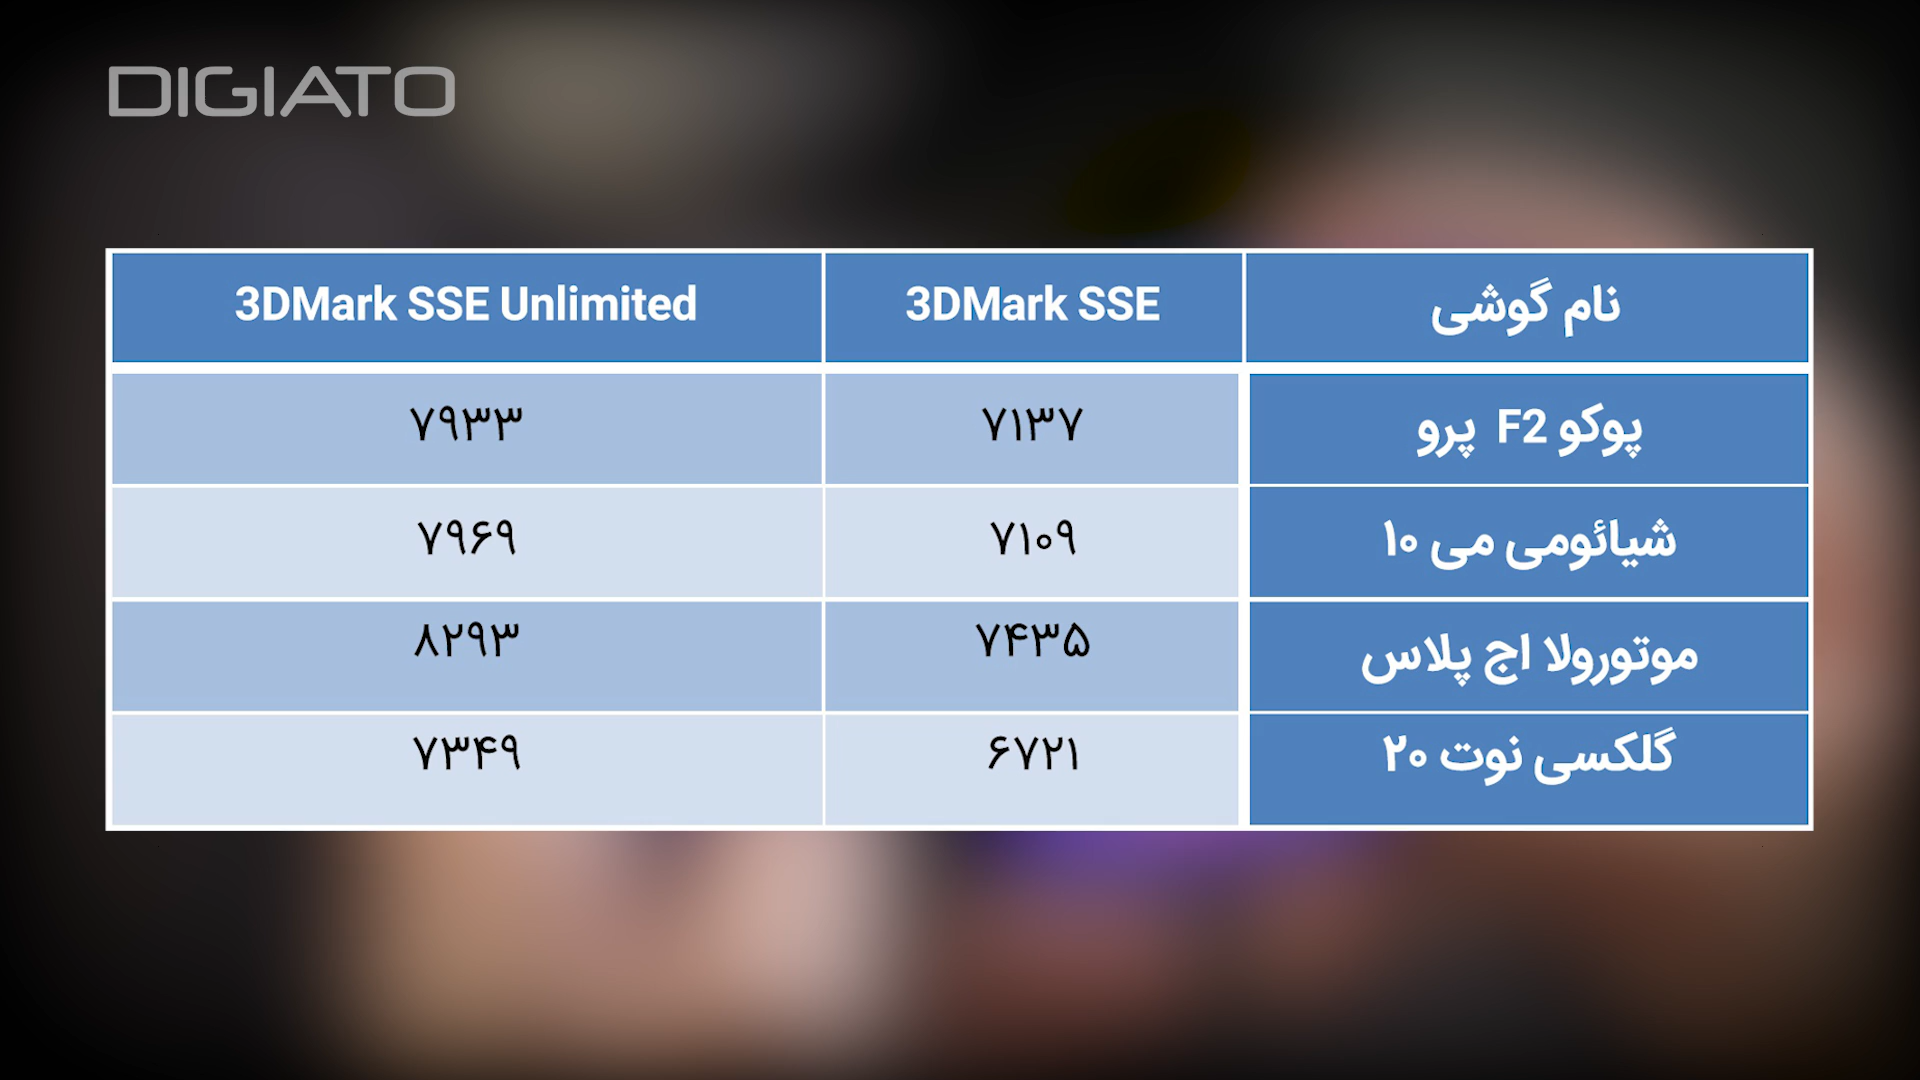 DIGIATO
نام گوشی
3DMark SSE
3DMark SSE Unlimited
پوکو F2 پرو
۷۱۳۷
۷۹۳۳
شیائومی می ۱۰
۷۱۰۹
۷۹۶۹
موتورولا اج پلاس
۷۴۳۵
۸۲۹۳
گلکسی نوت ۲۰
۶۷۲۱
۷۳۴۹